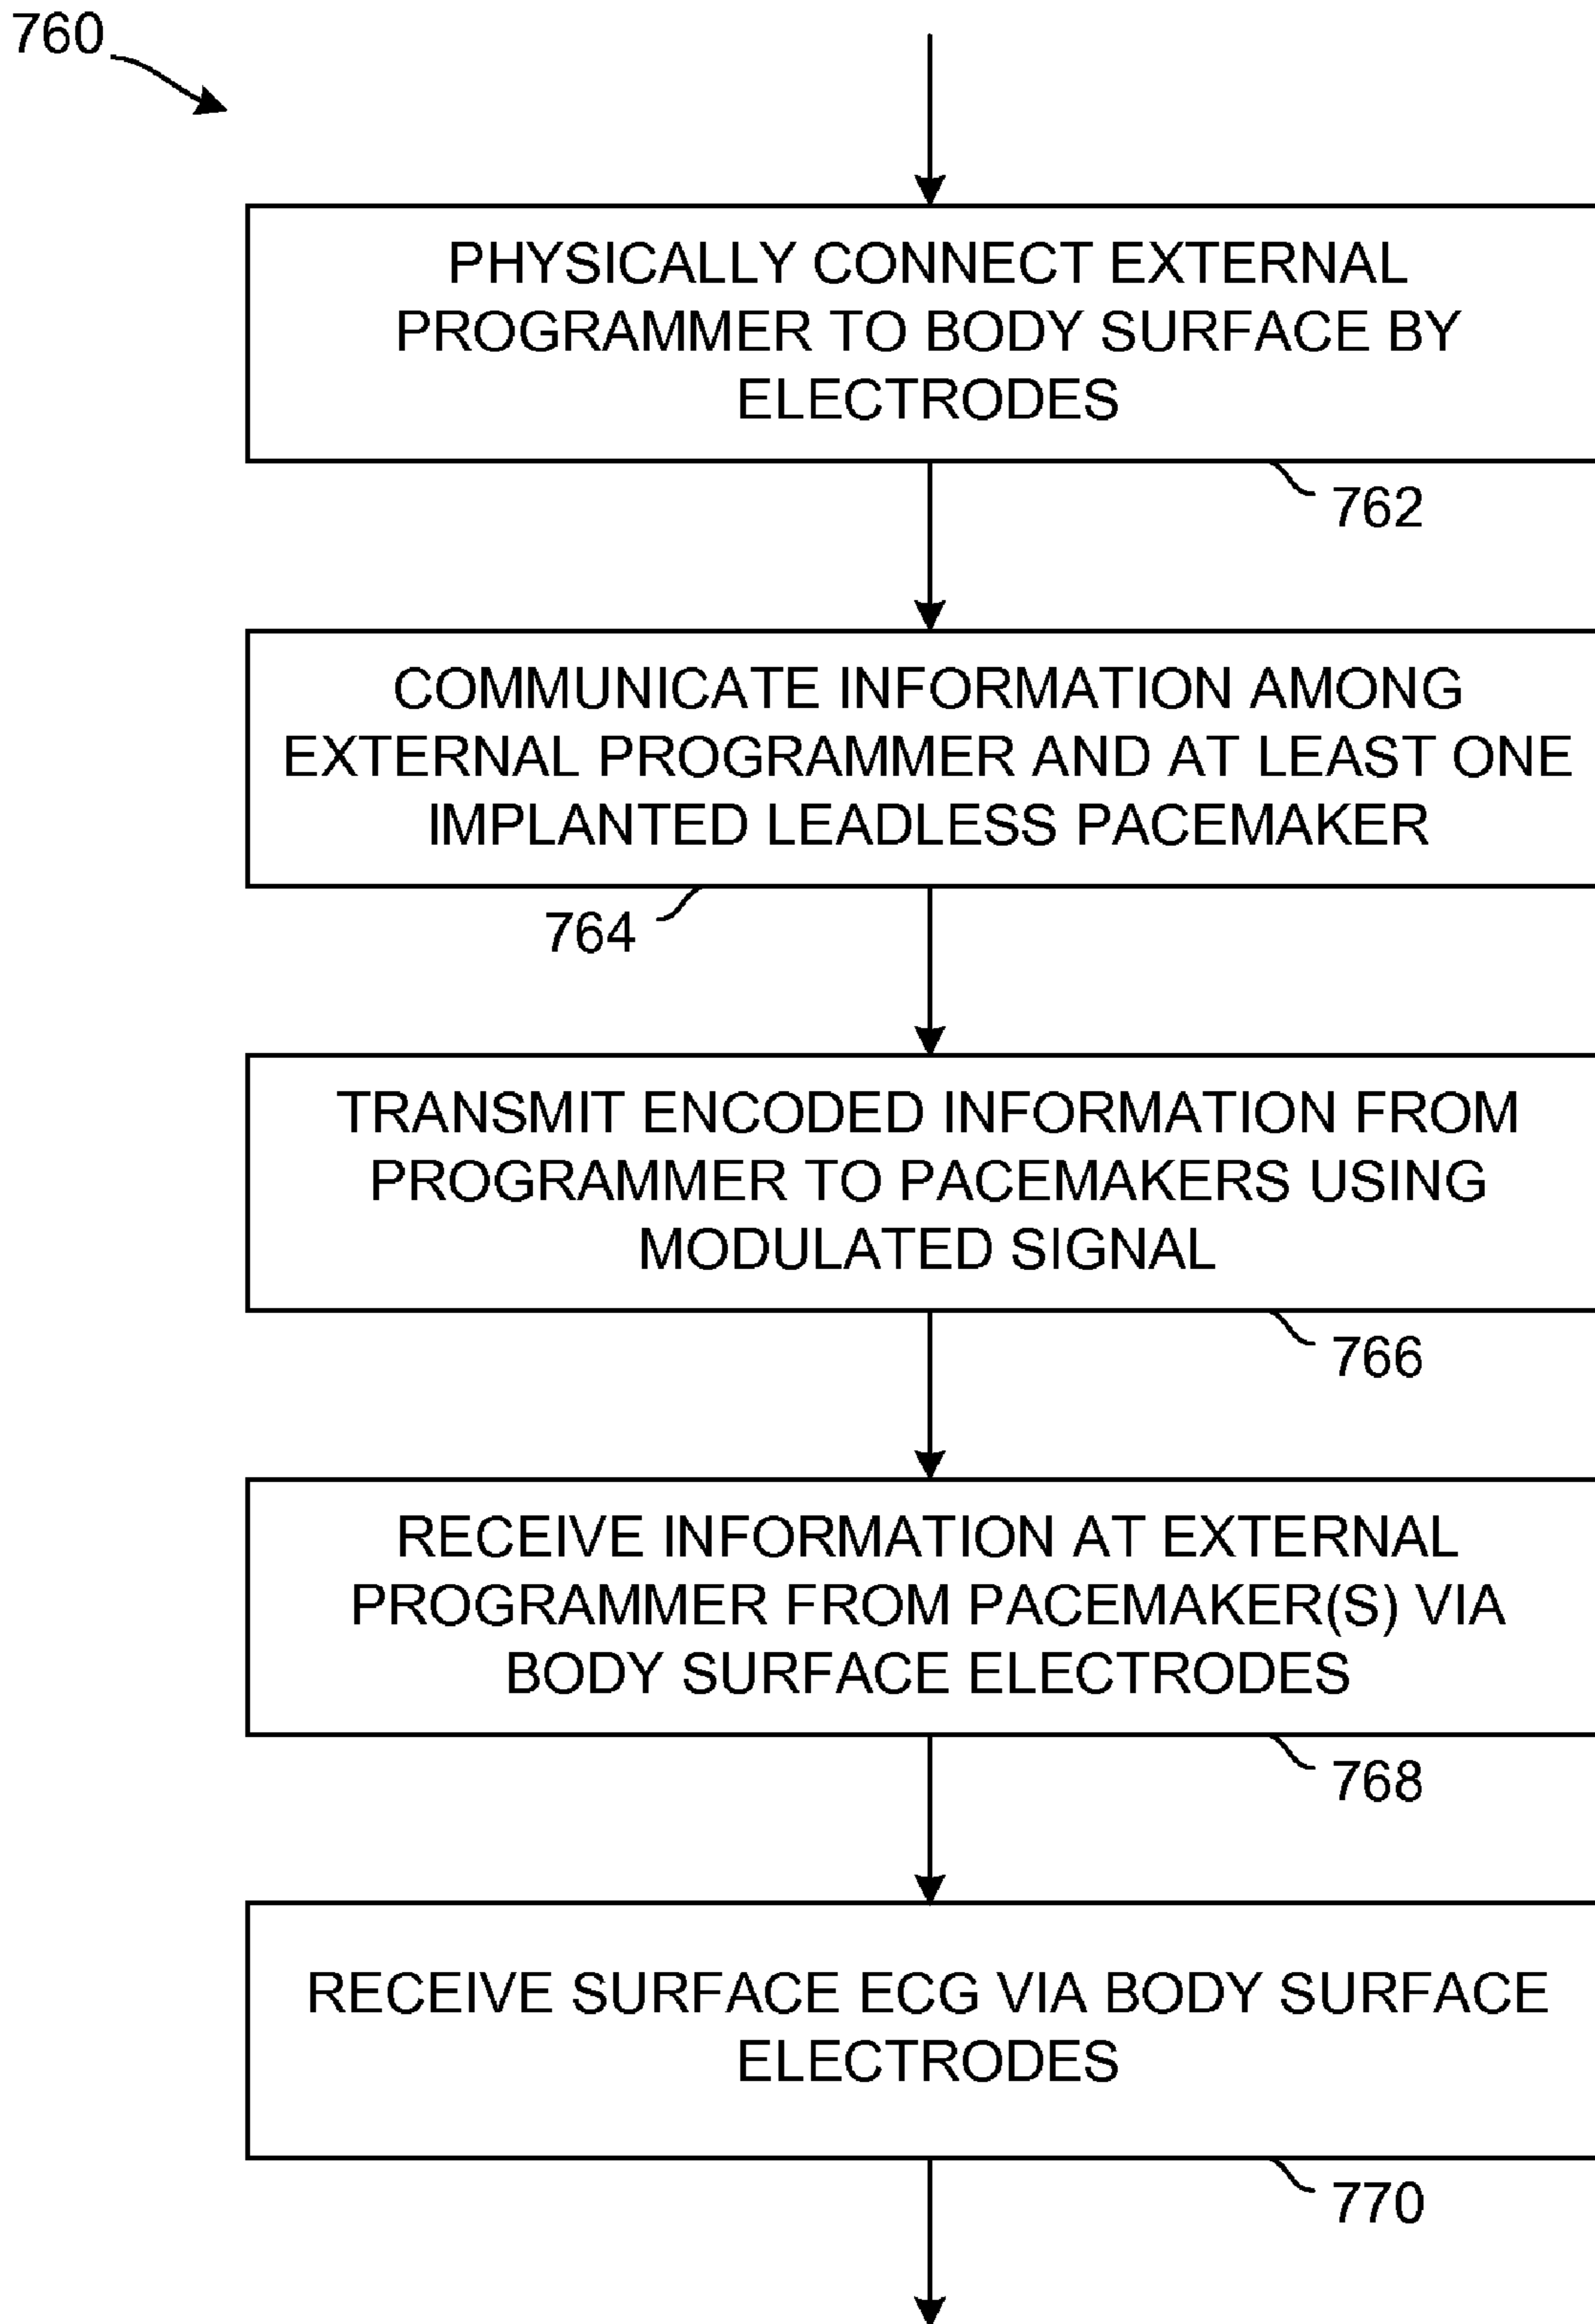 760
PHYSICALLY CONNECT EXTERNAL
PROGRAMMER TO BODY SURFACE BY
ELECTRODES
762
COMMUNICATE INFORMATION AMONG
EXTERNAL PROGRAMMER AND AT LEAST ONE
IMPLANTED LEADLESS PACEMAKER
764
TRANSMIT ENCODED INFORMATION FROM
PROGRAMMER TO PACEMAKERS USING
MODULATED SIGNAL
766
RECEIVE INFORMATION AT EXTERNAL
PROGRAMMER FROM PACEMAKER(S) VIA
BODY SURFACE ELECTRODES
768
RECEIVE SURFACE ECG VIA BODY SURFACE
ELECTRODES
770